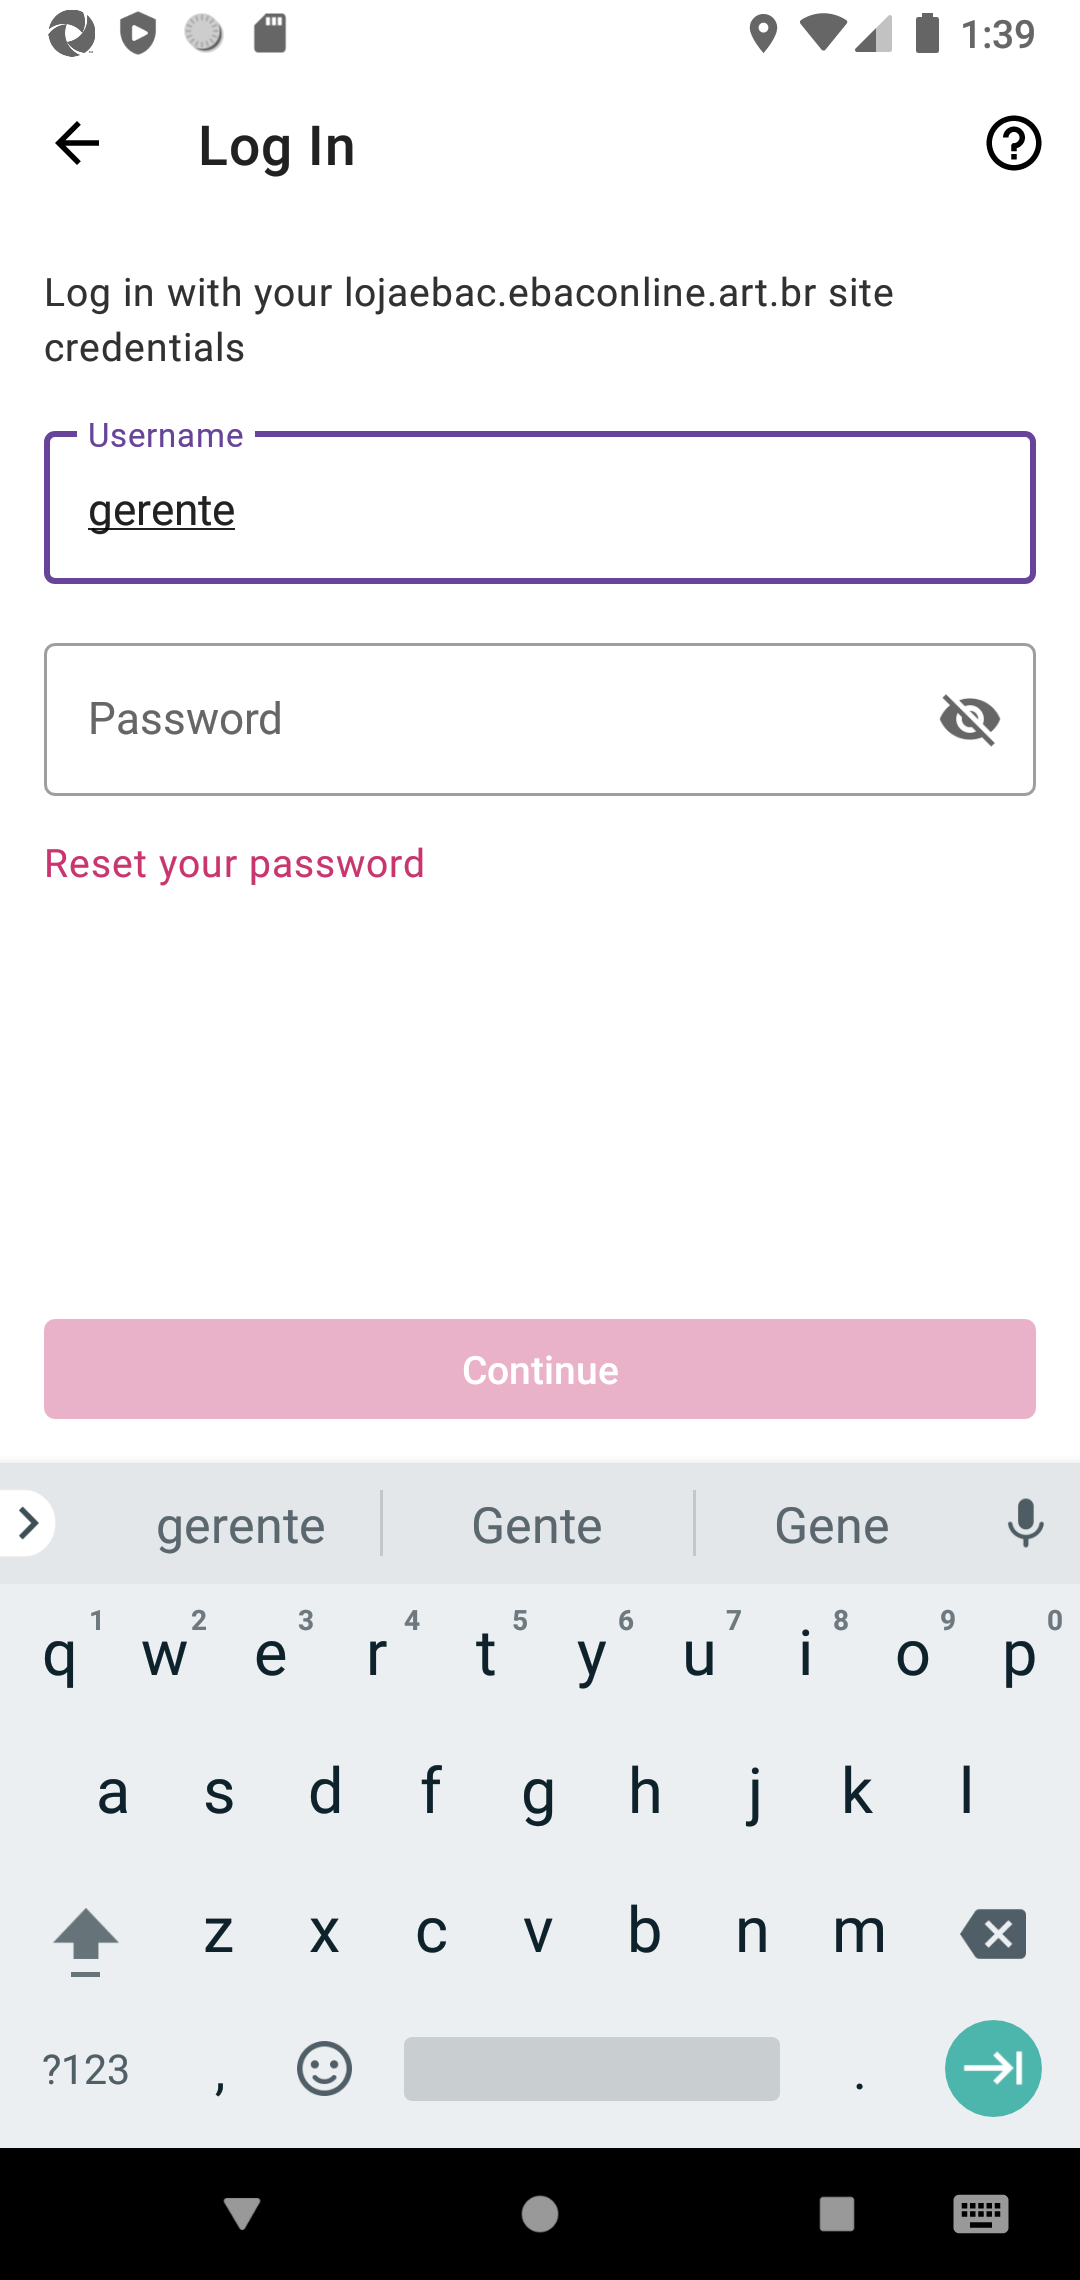 1:39
Log In
Log in with your lojaebac.ebaconline.art.br site
credentials
Username
gerente
Password
Reset your password
Continue
gerente Gente Gene
1 2 3 4 5 6 7 8 9 0
q w e r t y u i o p
a s d f g h j k l
z x c v b n m
?123 , .